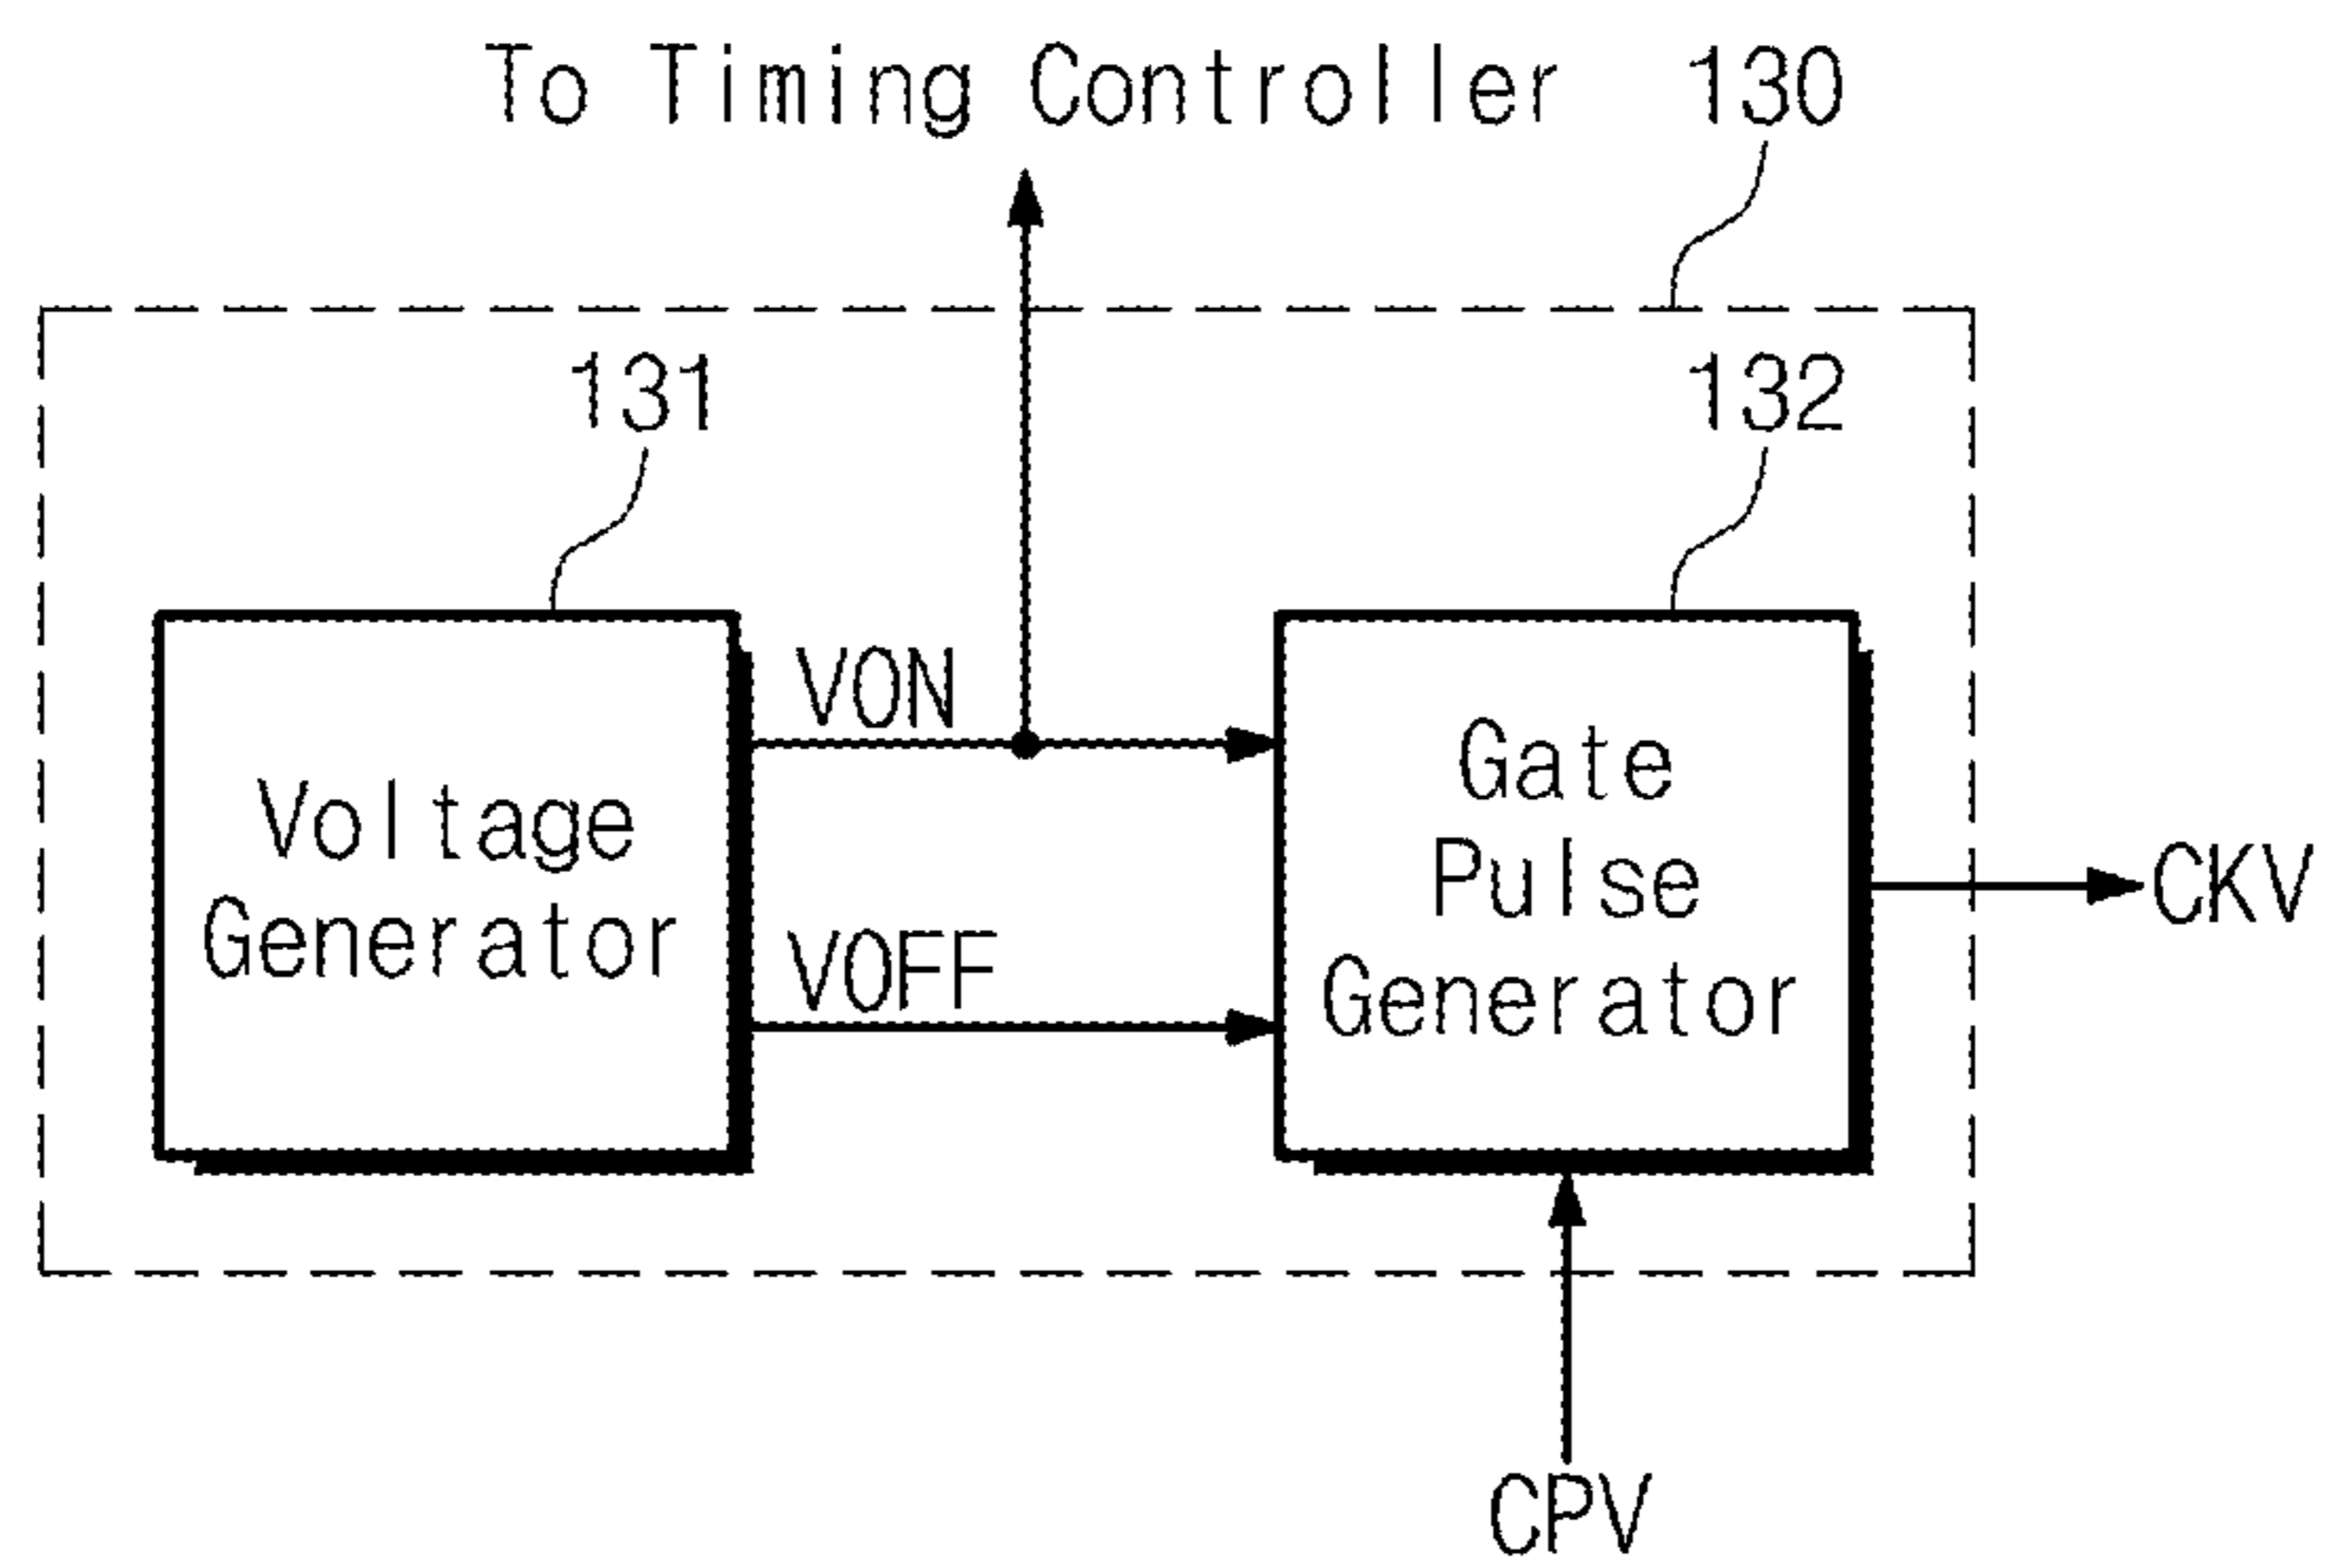 To Timing Controller
130
131
132
VON
VOFF
Voltage
Generator
Gate
Pulse
Generator
CKV
CPV